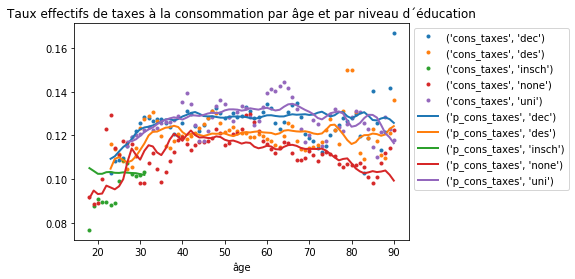 Taux effectifs de taxes à la consommation par âge et par niveau d´éducation
0.16
0.14
0.12
0.10
0.08
20 30 40 50 60 70 80 90
âge
('cons_taxes', 'dec')
('cons_taxes', 'des')
('cons_taxes', 'insch')
('cons_taxes', 'none')
('cons_taxes', 'uni')
('p_cons_taxes', 'dec')
('p_cons_taxes', 'des')
('p_cons_taxes', 'insch')
('p_cons_taxes', 'none')
('p_cons_taxes', 'uni')